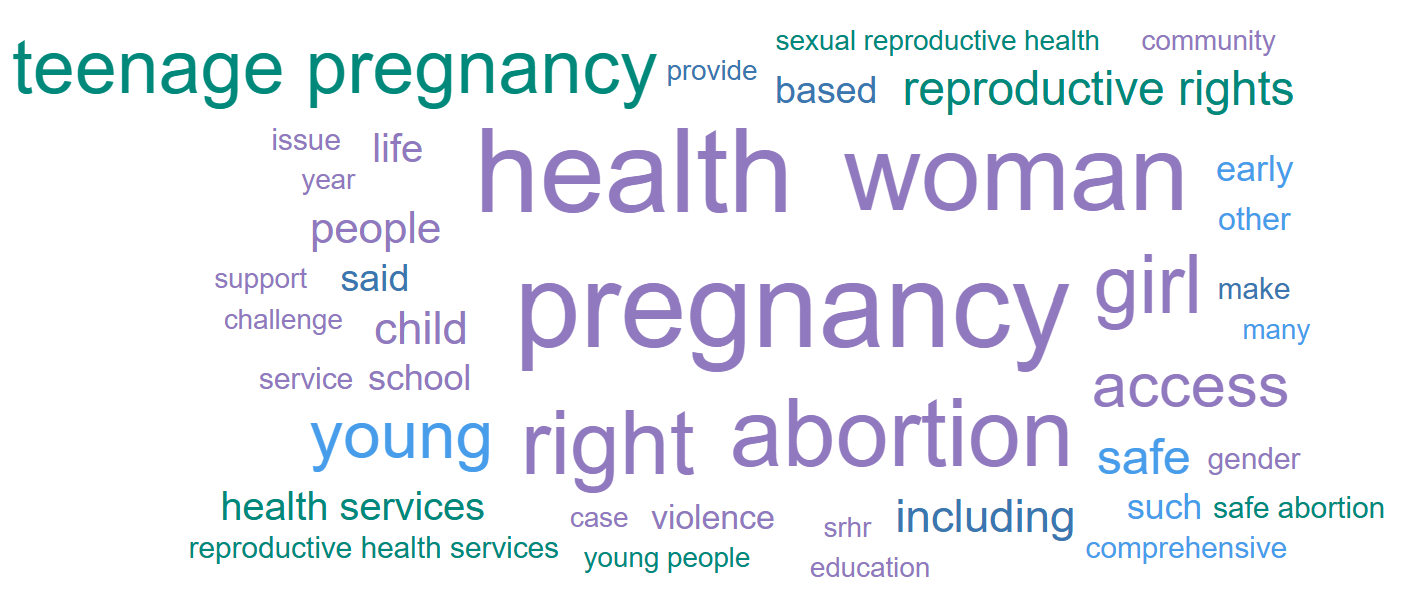 sexual reproductive health community
teenage pregnancy provide based reproductive rights
issue life health woman early
year
people other
support said pregnancy girl make
challenge child many
service school access
young right abortion safe gender
health services case violence srhr including such safe abortion
reproductive health services young people education comprehensive